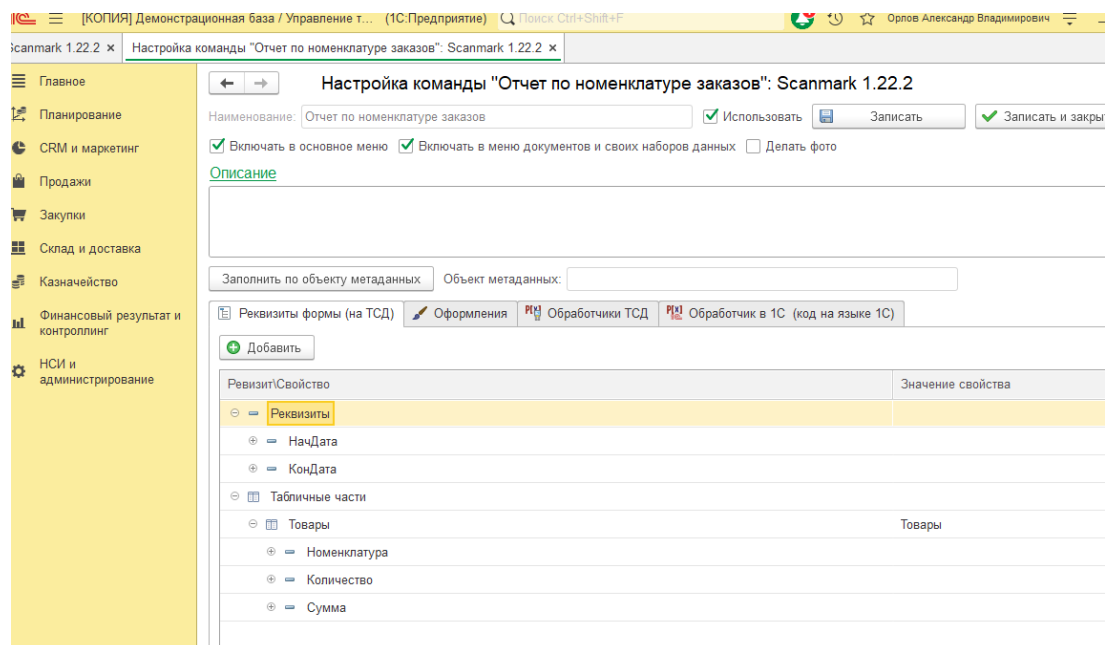 [КОПИЯ] Демонстрационная база / Управление т... (1С:Предприятие) Поиск Ctrl+Shift+F Орлов Александр Владимирович
Scanmark 1.22.2 × Настройка команды "Отчет по номенклатуре заказов": Scanmark 1.22.2 ×
Главное
Планирование
CRM и маркетинг
Продажи
Закупки
Склад и доставка
Казначейство
Финансовый результат и
контроллинг
НСИ и
администрирование
Настройка команды "Отчет по номенклатуре заказов": Scanmark 1.22.2
Наименование: Отчет по номенклатуре заказов Использовать Записать Записать и закры
Включать в основное меню Включать в меню документов и своих наборов данных Делать фото
Описание
Заполнить по объекту метаданных Объект метаданных:
Реквизиты формы (на ТСД) Оформления Обработчики ТСД Обработчик в 1С (код на языке 1С)
Добавить
Ревизит\Свойство Значение свойства
Реквизиты
НачДата
КонДата
Табличные части
Товары Товары
Номенклатура
Количество
Сумма